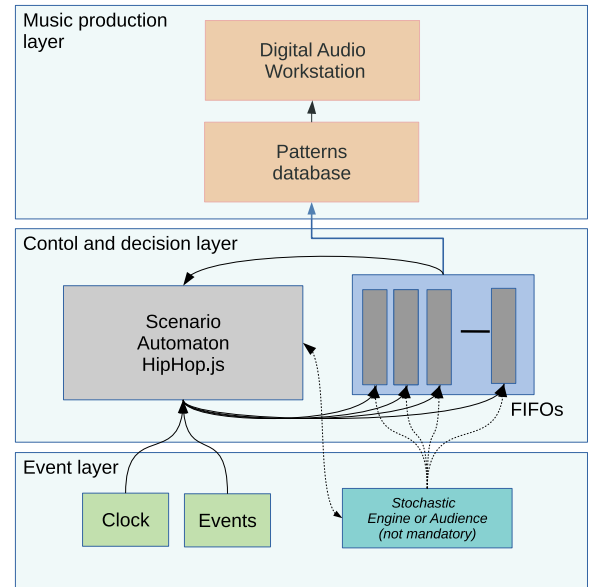 Music production
layer
Digital Audio
Workstation
Patterns
database
Contol and decision layer
Scenario
Automaton
HipHop.js
FIFOs
Event layer
Clock
Events
Stochastic
Engine or Audience
(not mandatory)